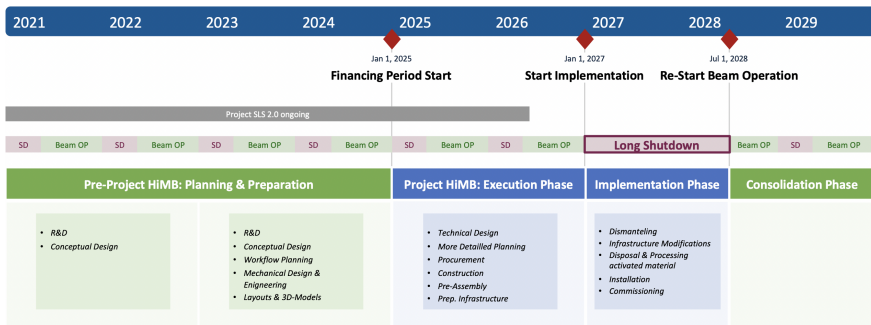 2021 2022 2023 2024 2025 2026 2027 2028 2029
Jan 1, 2025 Jan 1, 2027 Jul 1, 2028
Financing Period Start Start Implementation Re-Start Beam Operation
Project SLS 2.0 ongoing
SD Beam OP SD Beam OP SD Beam OP SD Beam OP SD Beam OP SD Beam OP Long Shutdown Beam OP SD Beam OP
Pre-Project HiMB: Planning & Preparation Project HiMB: Execution Phase Implementation Phase Consolidation Phase
• R&D
• Conceptual Design
• R&D
• Conceptual Design
• Workflow Planning
• Mechanical Design &
Enigneering
• Layouts & 3D-Models
• Technical Design
• More Detailled Planning
• Procurement
• Construction
• Pre-Assembly
• Prep. Infrastructure
• Dismanteling
• Infrastructure Modifications
• Disposal & Processing
activated material
• Installation
• Commissioning